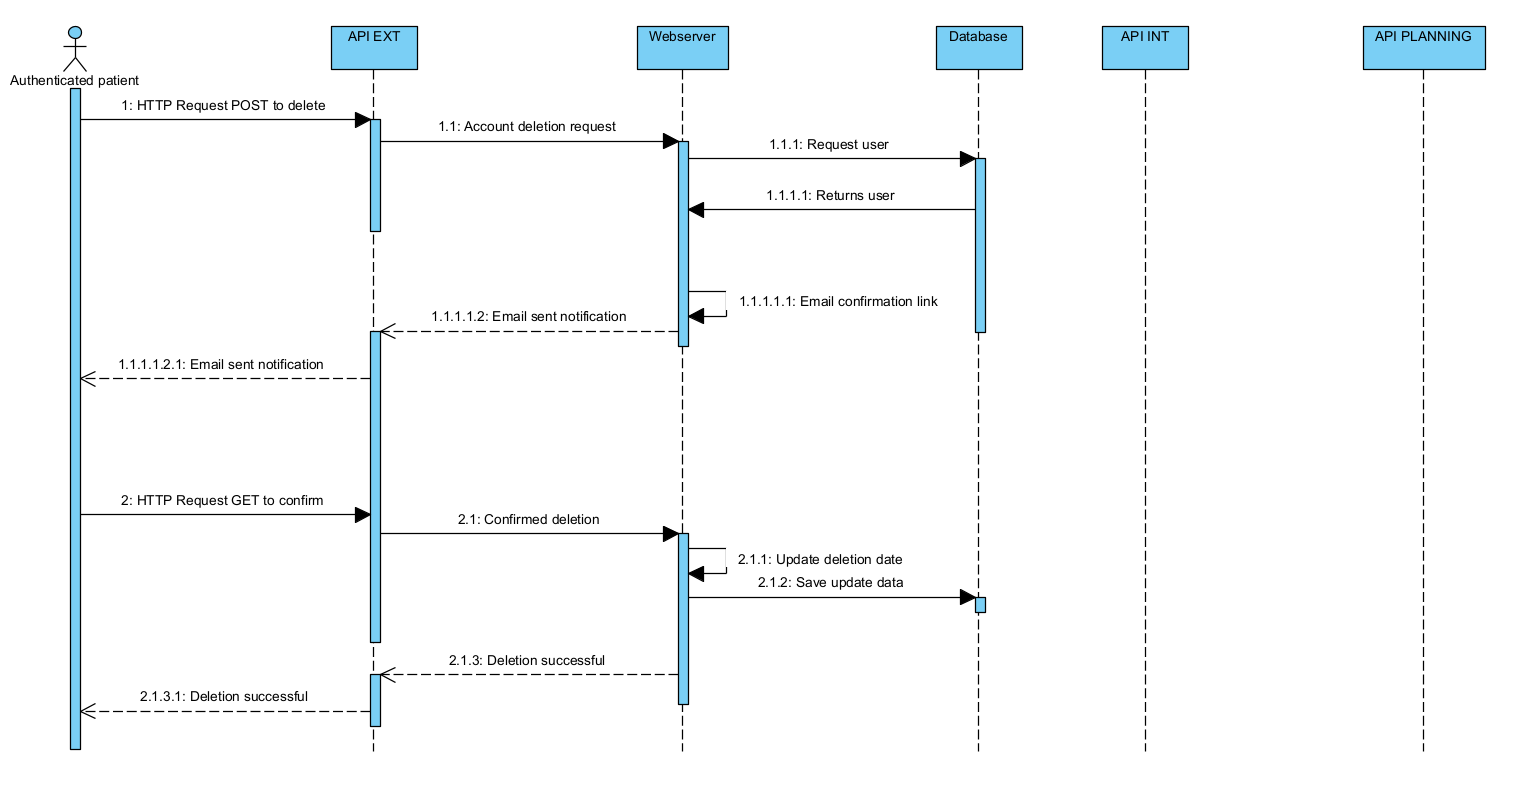 API EXT
Webserver
Database
API INT
API PLANNING
Authenticated patient
1: HTTP Request POST to delete
1.1: Account deletion request
1.1.1: Request user
1.1.1.1: Returns user
1.1.1.1.1: Email confirmation link
1.1.1.1.2: Email sent notification
1.1.1.1.2.1: Email sent notification
2: HTTP Request GET to confirm
2.1: Confirmed deletion
2.1.1: Update deletion date
2.1.2: Save update data
2.1.3: Deletion successful
2.1.3.1: Deletion successful